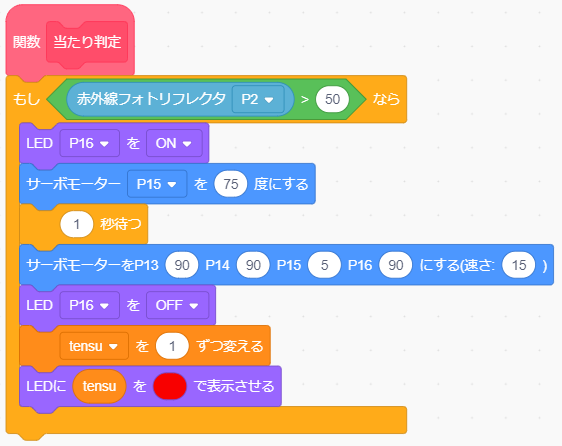 関数 当たり判定
もし 赤外線フォトリフレクタ P2 > 50 なら
LED P16 を ON
サーボモーター P15 を 75 度にする
1 秒待つ
サーボモーターをP13 90 P14 90 P15 5 P16 90 にする(速さ: 15 )
LED P16 を OFF
tensu を 1 ずつ変える
LEDに tensu を で表示させる